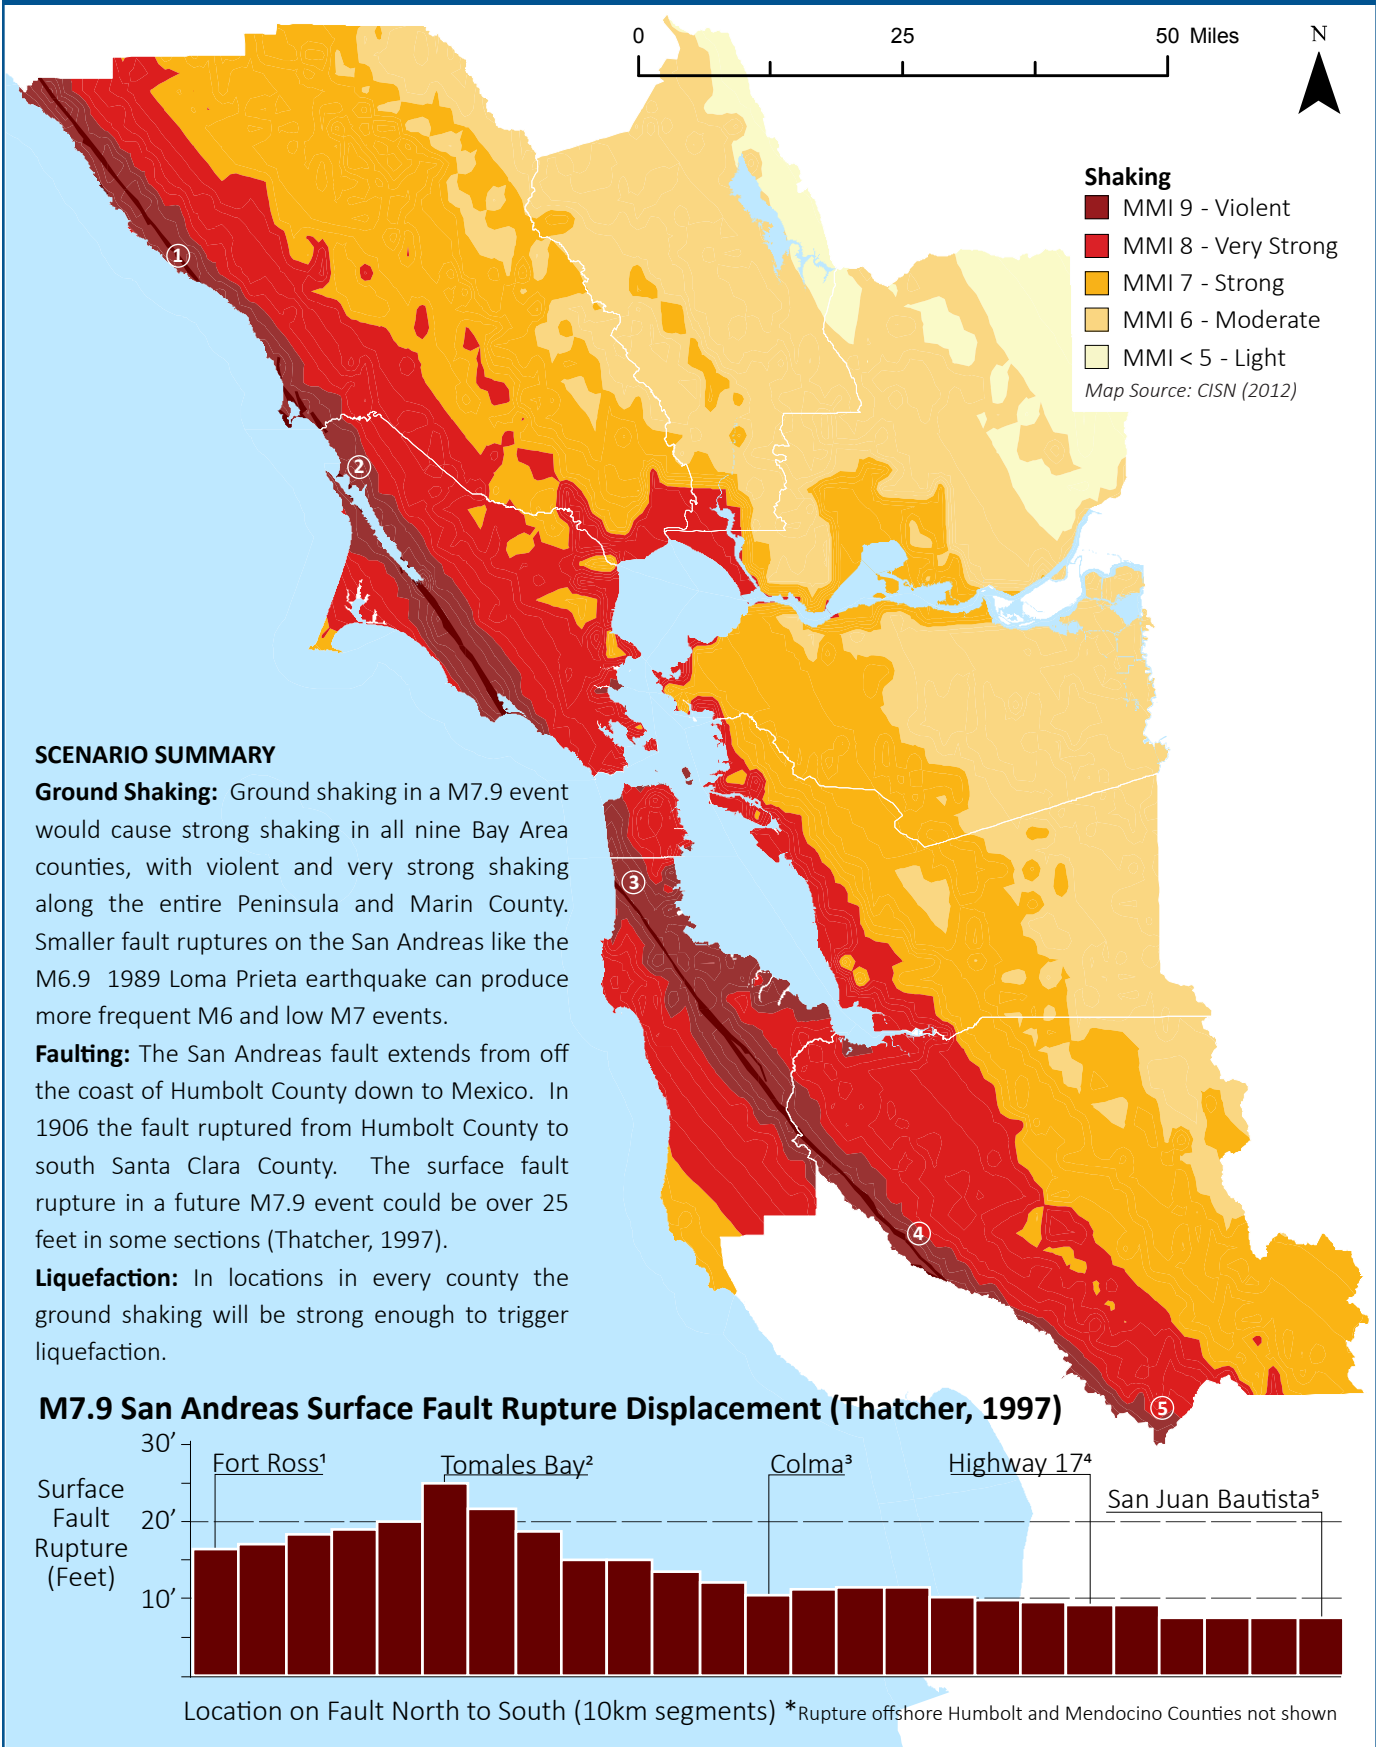 0 25 50 Miles
N
Shaking
MMI 9 - Violent
MMI 8 - Very Strong
MMI 7 - Strong
MMI 6 - Moderate
MMI < 5 - Light
Map Source: CISN (2012)
1
2
3
4
5
SCENARIO SUMMARY
Ground Shaking: Ground shaking in a M7.9 event
would cause strong shaking in all nine Bay Area
counties, with violent and very strong shaking
along the entire Peninsula and Marin County.
Smaller fault ruptures on the San Andreas like the
M6.9 1989 Loma Prieta earthquake can produce
more frequent M6 and low M7 events.
Faulting: The San Andreas fault extends from off
the coast of Humbolt County down to Mexico. In
1906 the fault ruptured from Humbolt County to
south Santa Clara County. The surface fault
rupture in a future M7.9 event could be over 25
feet in some sections (Thatcher, 1997).
Liquefaction: In locations in every county the
ground shaking will be strong enough to trigger
liquefaction.
M7.9 San Andreas Surface Fault Rupture Displacement (Thatcher, 1997)
30’
20’
10’
Surface
Fault
Rupture
(Feet)
Fort Ross¹
Tomales Bay²
Colma³
Highway 17⁴
San Juan Bautista⁵
Location on Fault North to South (10km segments) *Rupture offshore Humbolt and Mendocino Counties not shown